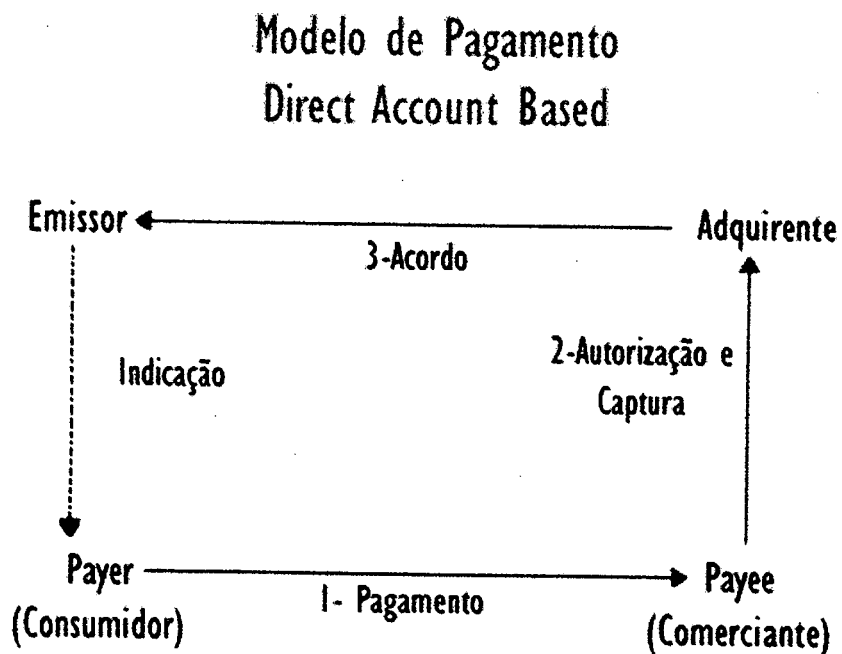 Modelo de Pagamento
Direct Account Based
Emissor
Adquirente
3-Acordo
Indicação
2-Autorização e
Captura
Payer
(Consumidor)
1- Pagamento
Payee
(Comerciante)